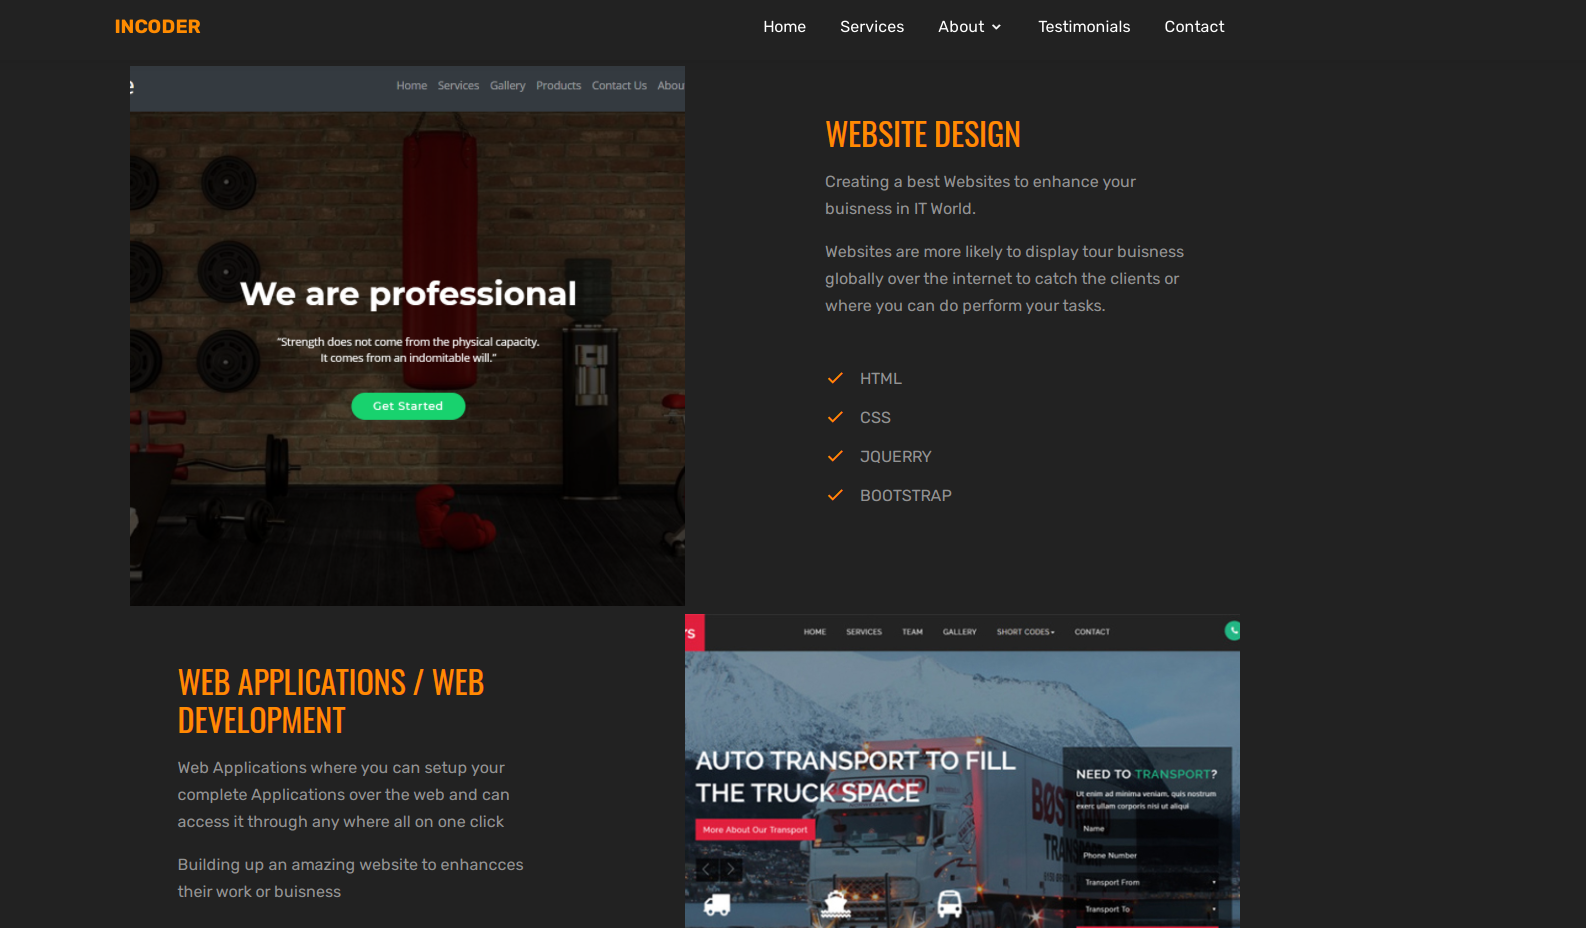 INCODER
Home Services About Testimonials Contact
e
Home Services Gallery Products Contact Us Abou
We are professional
“Strength does not come from the physical capacity.
It comes from an indomitable will.”
Get Started
WEBSITE DESIGN
Creating a best Websites to enhance your
buisness in IT World.
Websites are more likely to display tour buisness
globally over the internet to catch the clients or
where you can do perform your tasks.
HTML
CSS
JQUERRY
BOOTSTRAP
WEB APPLICATIONS / WEB
DEVELOPMENT
Web Applications where you can setup your
complete Applications over the web and can
access it through any where all on one click
Building up an amazing website to enhancces
their work or buisness
HOME SERVICES TEAM GALLERY SHORT CODES CONTACT
AUTO TRANSPORT TO FILL
THE TRUCK SPACE
More About Our Transport
NEED TO TRANSPORT?
Ut enim ad minima veniam, quis nostrum
exerc ullam corporis nisi ut aliqui
Name
Phone Number
Transport From
Transport To